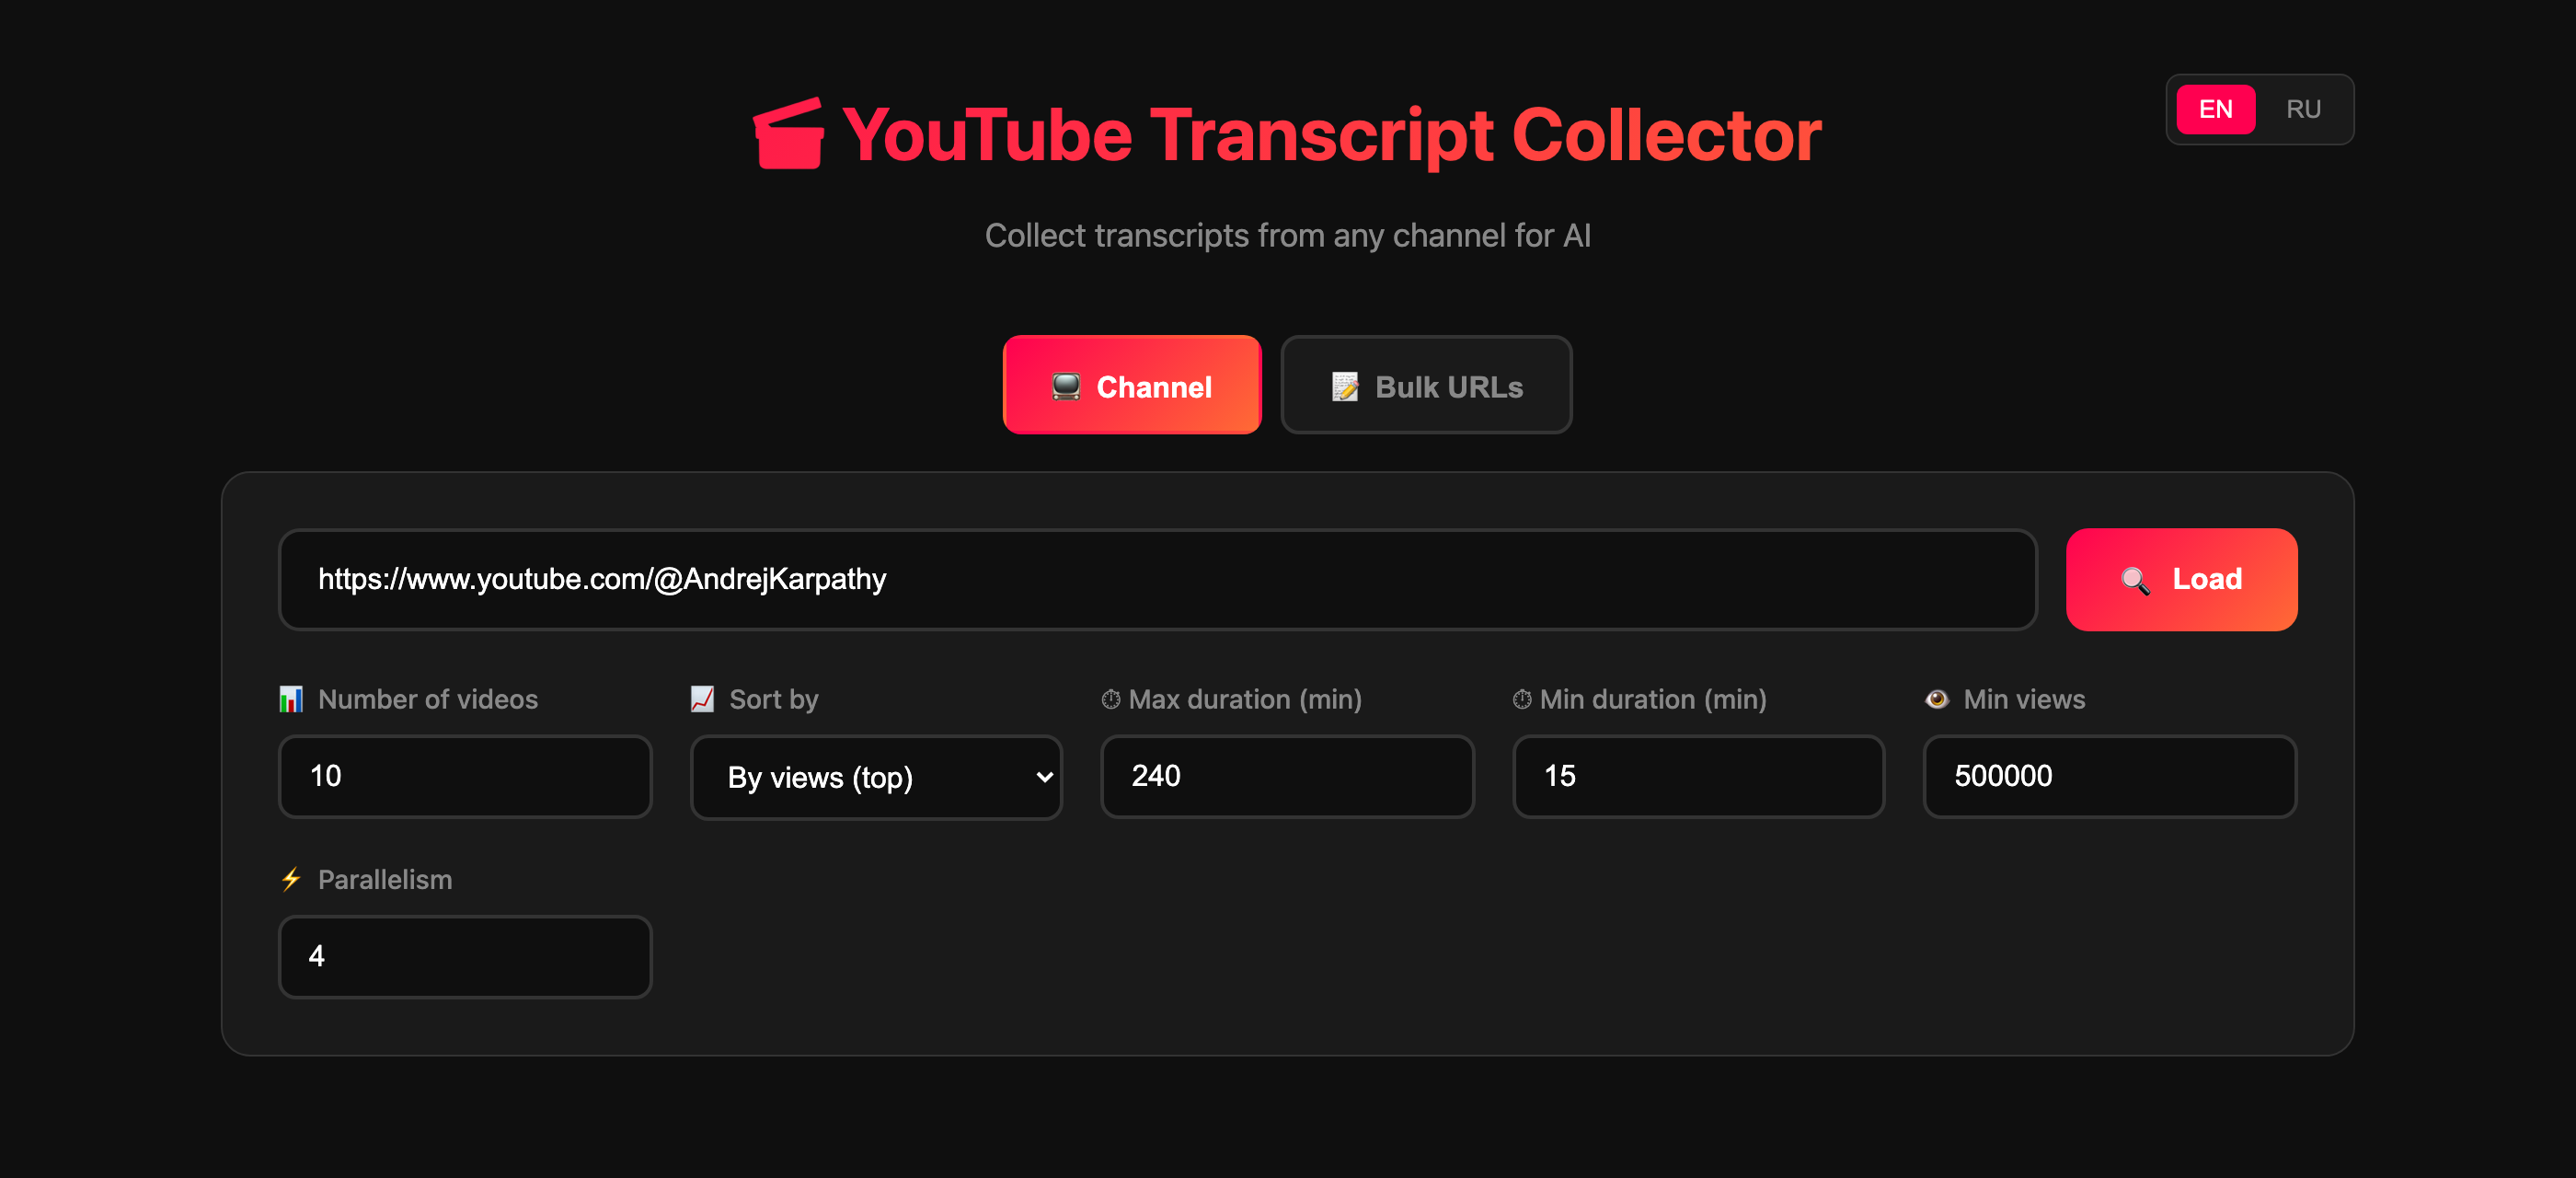 YouTube Transcript Collector
EN RU
Collect transcripts from any channel for AI
Channel
Bulk URLs
https://www.youtube.com/@AndrejKarpathy
Load
Number of videos
10
Sort by
By views (top)
Max duration (min)
240
Min duration (min)
15
Min views
500000
Parallelism
4